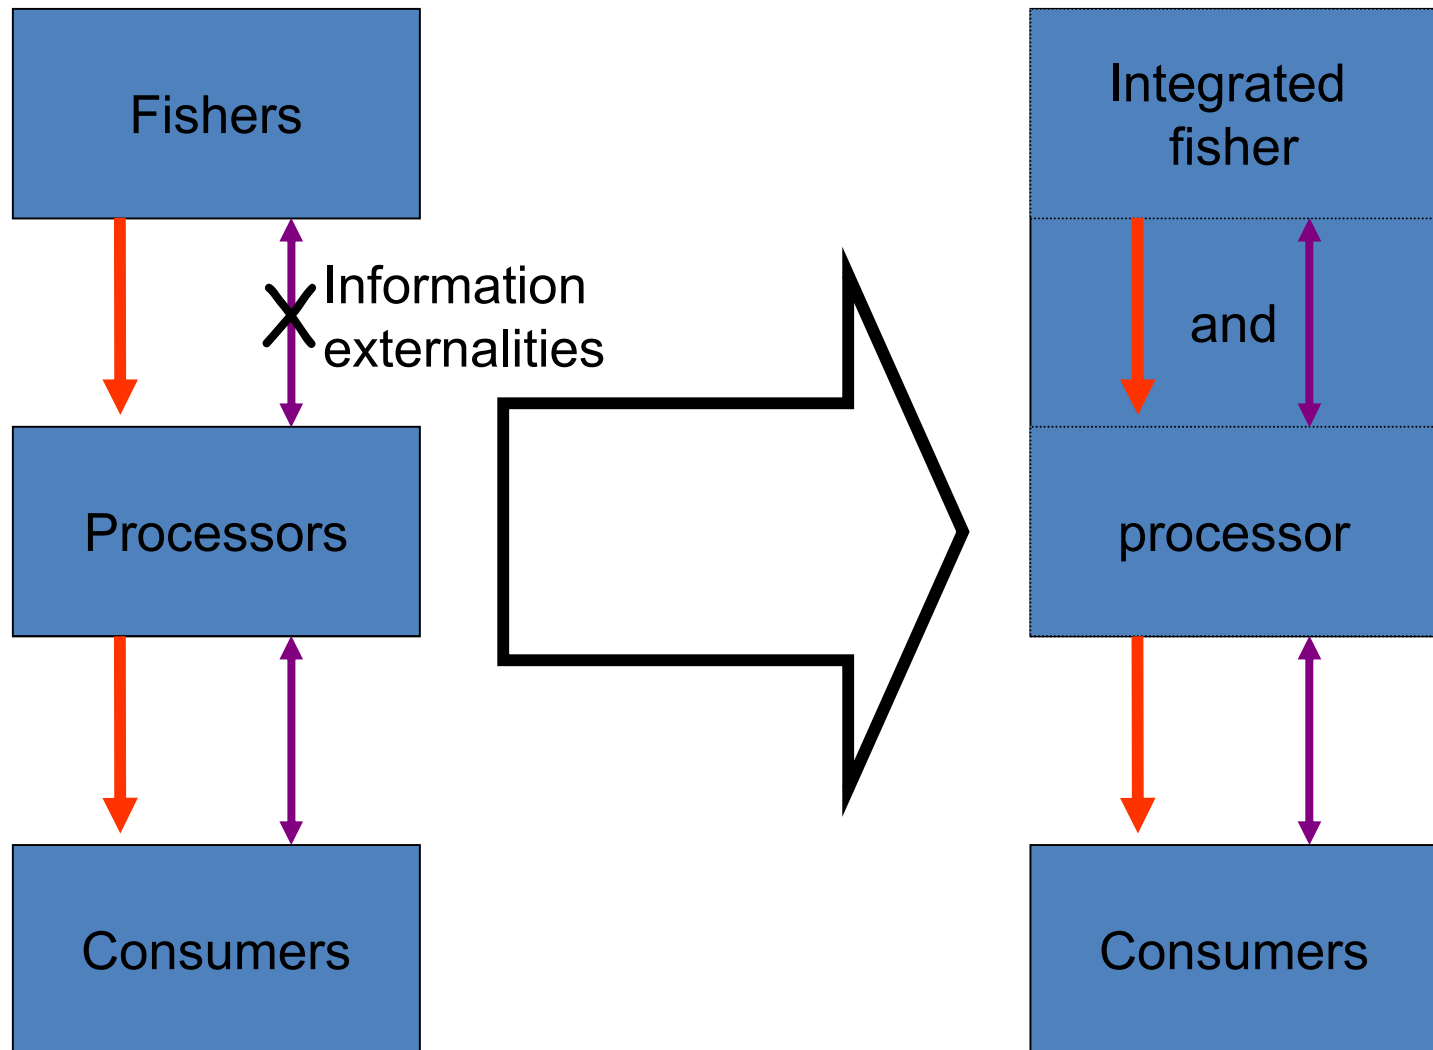 Fishers
Information
externalities
Processors
Consumers
Integrated
fisher
and
processor
Consumers